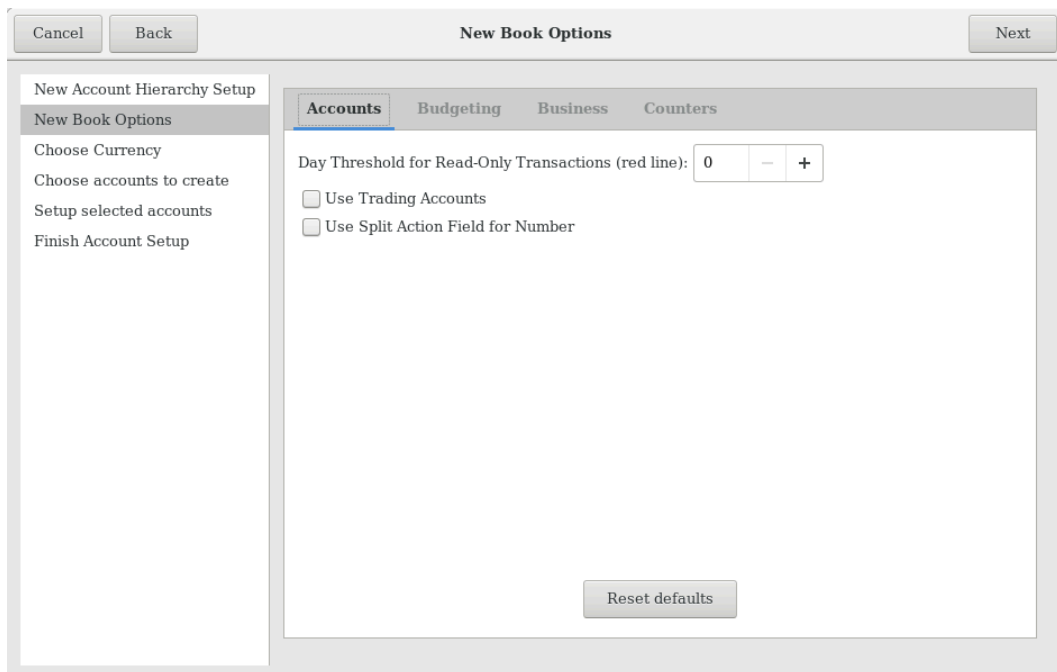 Cancel Back New Book Options Next
New Account Hierarchy Setup
New Book Options
Choose Currency
Choose accounts to create
Setup selected accounts
Finish Account Setup
Accounts Budgeting Business Counters
Day Threshold for Read-Only Transactions (red line): 0 − +
Use Trading Accounts
Use Split Action Field for Number
Reset defaults